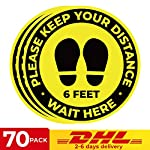 PLEASE KEEP YOUR DISTANCE
6 FEET
WAIT HERE
70 PACK
DHL
2-6 days delivery